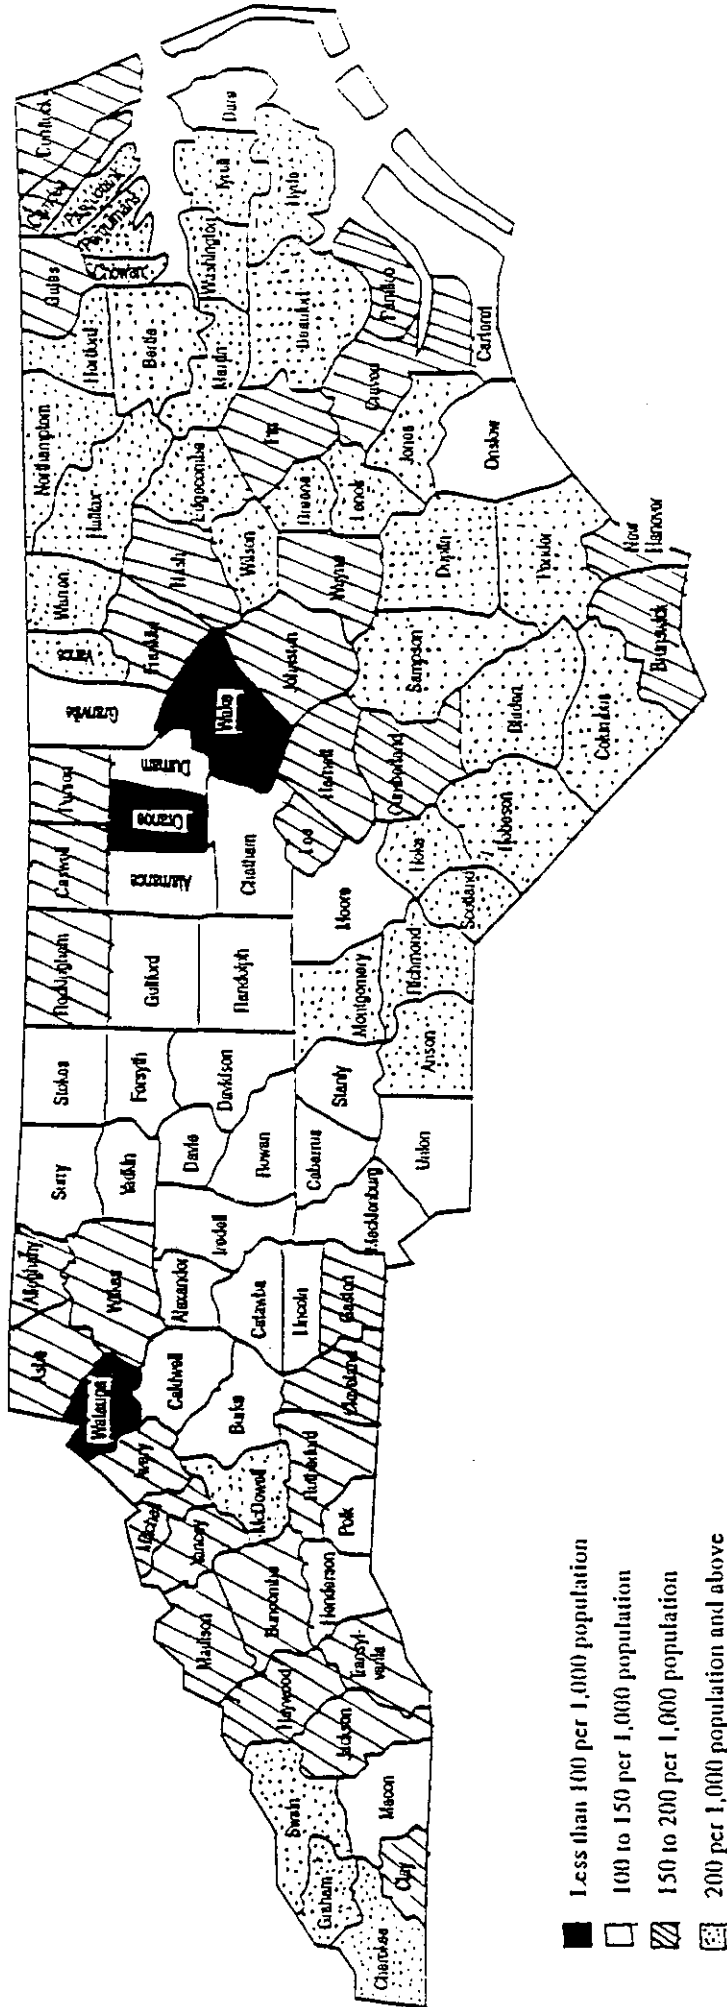 Currituck
Camden
Pasquotank
Perquimans
Chowan
Gates
Hertford
Northampton
Bertie
Halifax
Warren
Vance
Granville
Person
Caswell
Rockingham
Stokes
Surry
Alleghany
Ashe
Watauga
Wilkes
Yadkin
Forsyth
Guilford
Alamance
Orange
Durham
Franklin
Nash
Edgecombe
Martin
Washington
Tyrrell
Dare
Hyde
Beaufort
Pitt
Wilson
Wake
Chatham
Randolph
Davidson
Davie
Iredell
Alexander
Caldwell
Avery
Mitchell
Yancey
Madison
Buncombe
McDowell
Burke
Catawba
Rowan
Lincoln
Cabarrus
Stanly
Montgomery
Moore
Lee
Harnett
Johnston
Wayne
Greene
Lenoir
Craven
Pamlico
Carteret
Jones
Onslow
Duplin
Sampson
Cumberland
Hoke
Richmond
Scotland
Anson
Union
Mecklenburg
Gaston
Cleveland
Rutherford
Polk
Henderson
Transyl-
vania
Haywood
Jackson
Swain
Macon
Graham
Clay
Cherokee
Robeson
Bladen
Columbus
Pender
New
Hanover
Brunswick
Less than 100 per 1,000 population
100 to 150 per 1,000 population
150 to 200 per 1,000 population
200 per 1,000 population and above